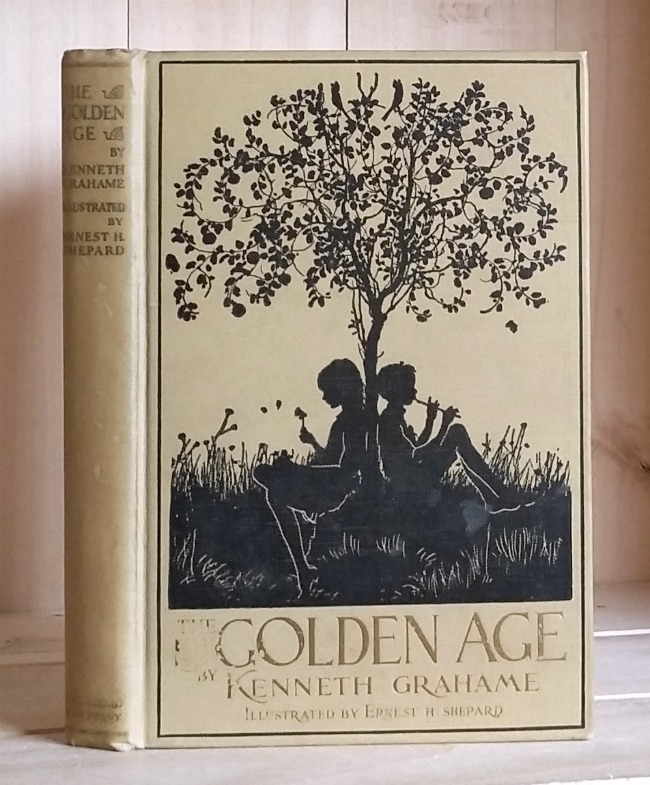 THE
GOLDEN
AGE
BY
KENNETH
GRAHAME
ILLUSTRATED
BY
ERNEST H.
SHEPARD
THE
GOLDEN AGE
BY
KENNETH GRAHAME
ILLUSTRATED BY ERNEST H. SHEPARD